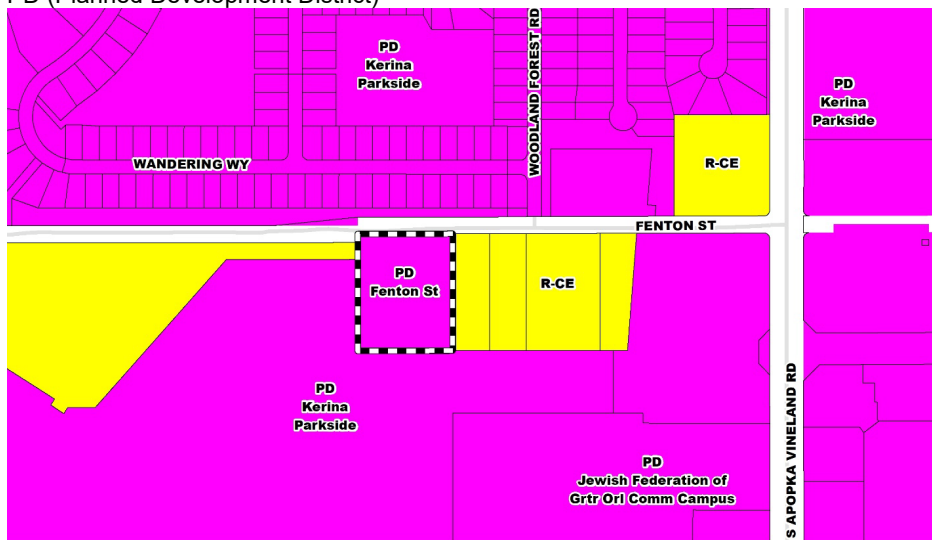 PD (Planned Development District)
PD
Kerina
Parkside
WOODLAND FOREST RD
PD
Kerina
Parkside
WANDERING WY
R-CE
FENTON ST
PD
Fenton St
R-CE
PD
Kerina
Parkside
S APOPKA VINELAND RD
PD
Jewish Federation of
Grtr Orl Comm Campus